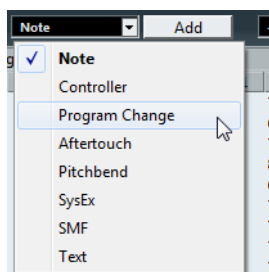 Note Add
Note
Controller
Program Change
Aftertouch
Pitchbend
SysEx
SMF
Text